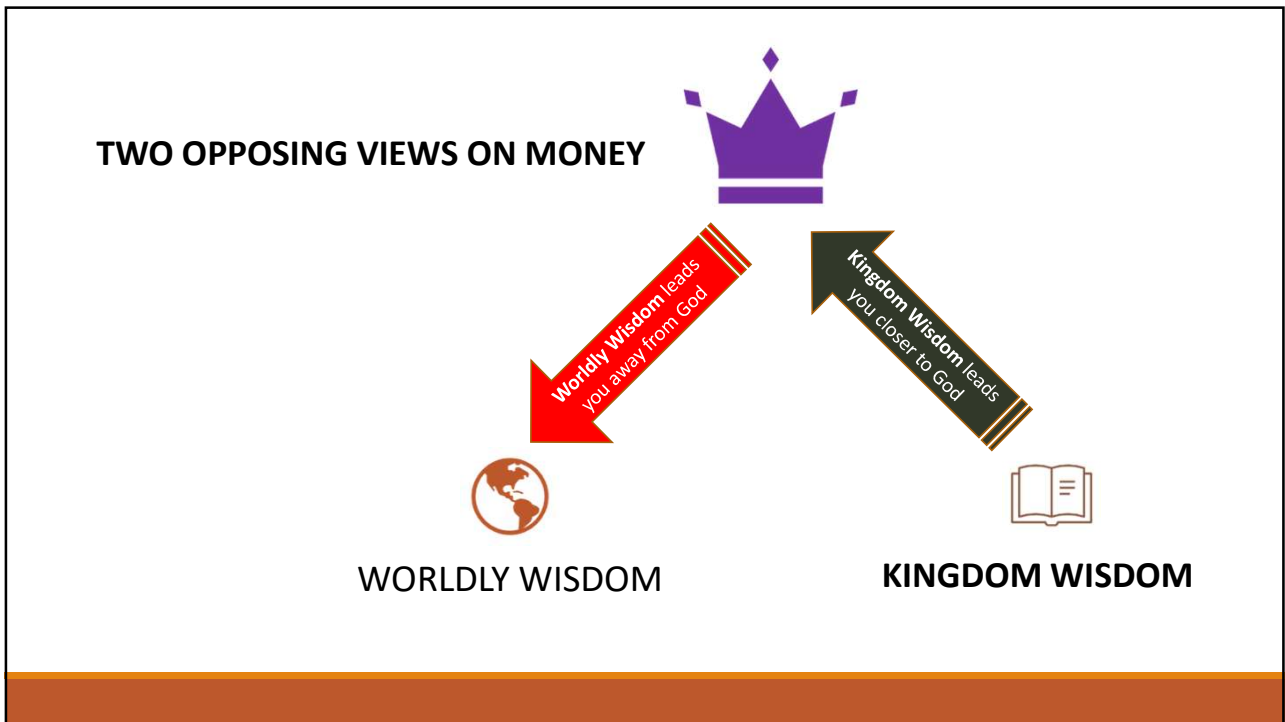 TWO OPPOSING VIEWS ON MONEY
Worldly Wisdom leads
you away from God
Kingdom Wisdom leads
you closer to God
WORLDLY WISDOM
KINGDOM WISDOM